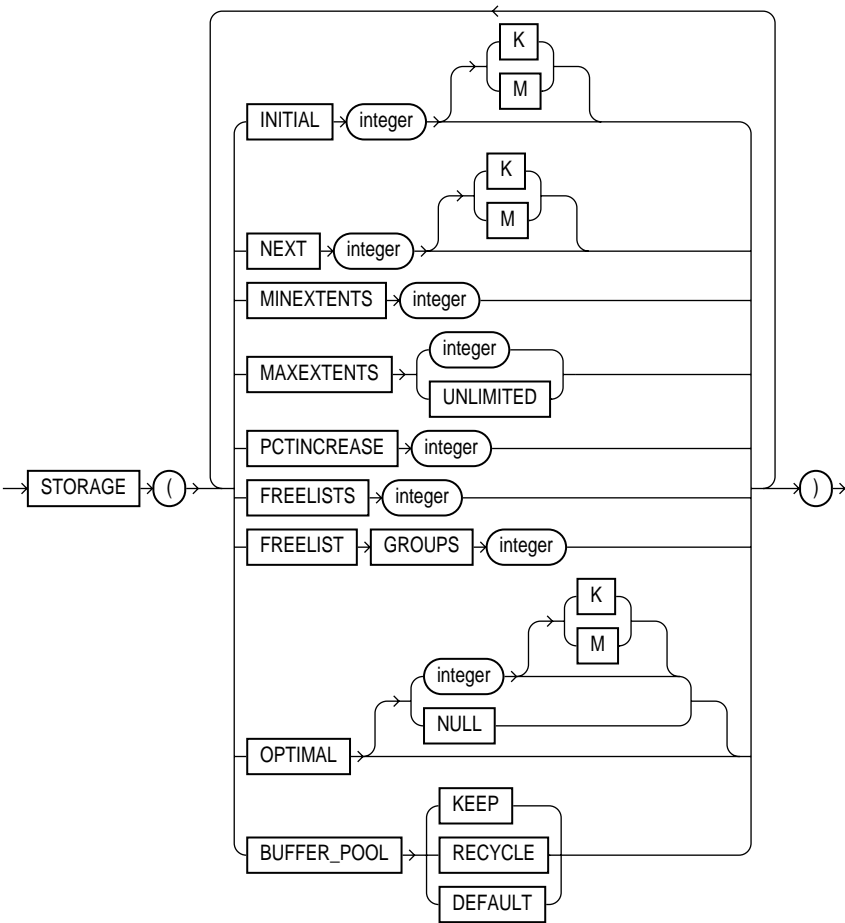 K
M
INITIAL integer
K
M
NEXT integer
MINEXTENTS integer
integer
MAXEXTENTS
UNLIMITED
PCTINCREASE integer
STORAGE ( )
FREELISTS integer
FREELIST GROUPS integer
K
M
integer
NULL
OPTIMAL
KEEP
BUFFER_POOL RECYCLE
DEFAULT